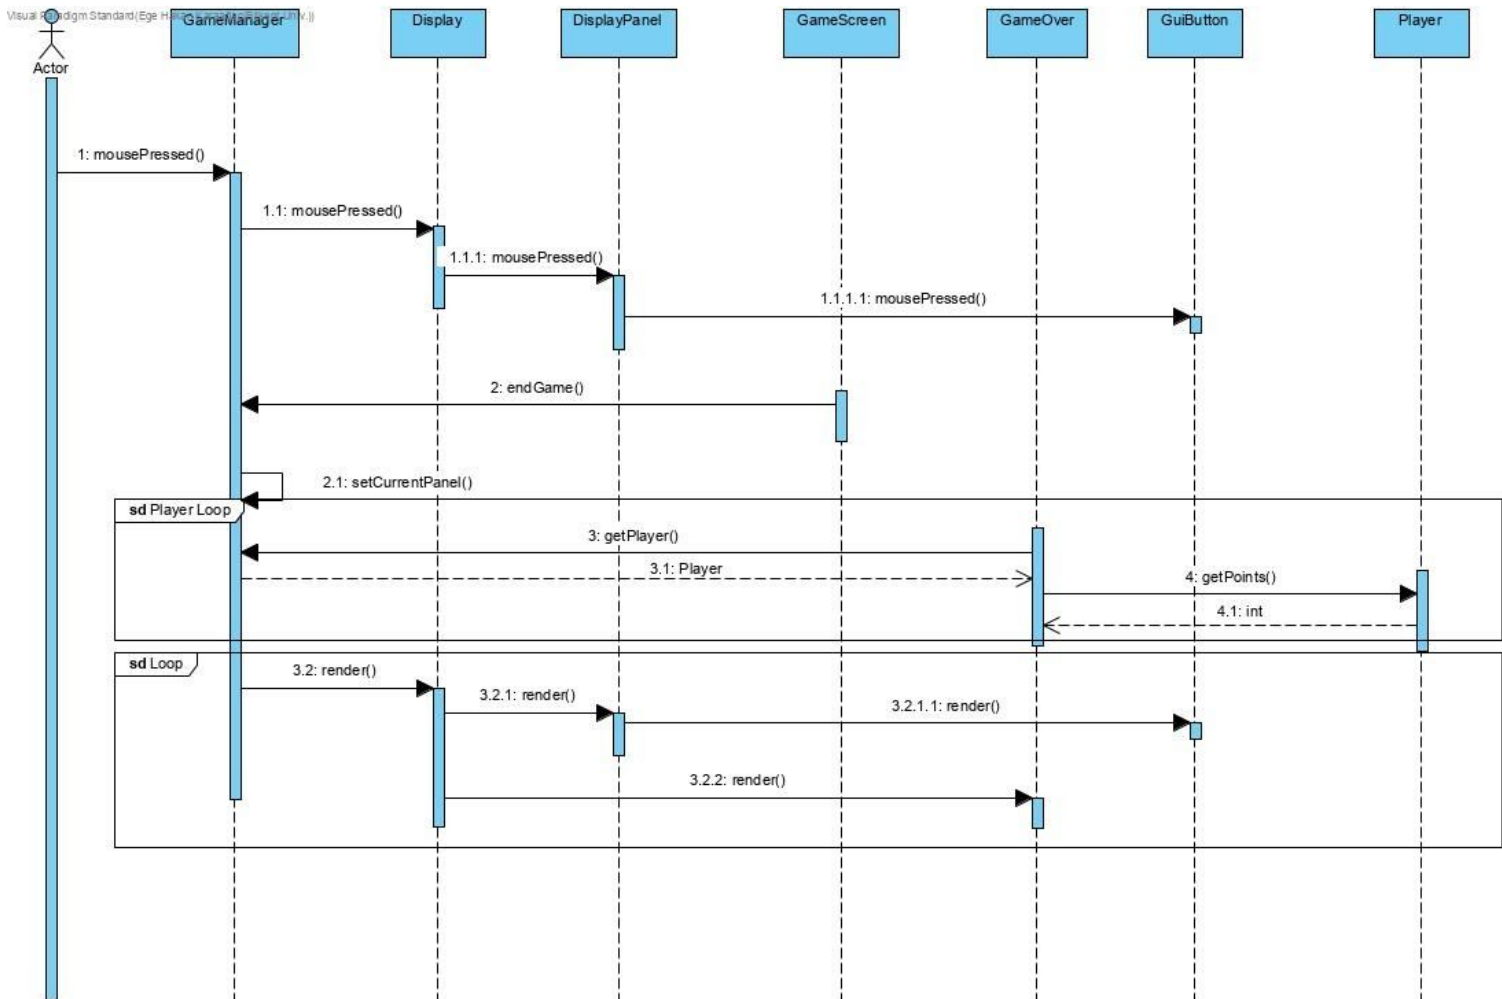 Visual Paradigm Standard(Ege
GameManager
Display
DisplayPanel
GameScreen
GameOver
GuiButton
Player
Actor
1: mousePressed()
1.1: mousePressed()
1.1.1: mousePressed()
1.1.1.1: mousePressed()
2: endGame()
2.1: setCurrentPanel()
sd Player Loop
3: getPlayer()
3.1: Player
4: getPoints()
4.1: int
sd Loop
3.2: render()
3.2.1: render()
3.2.1.1: render()
3.2.2: render()